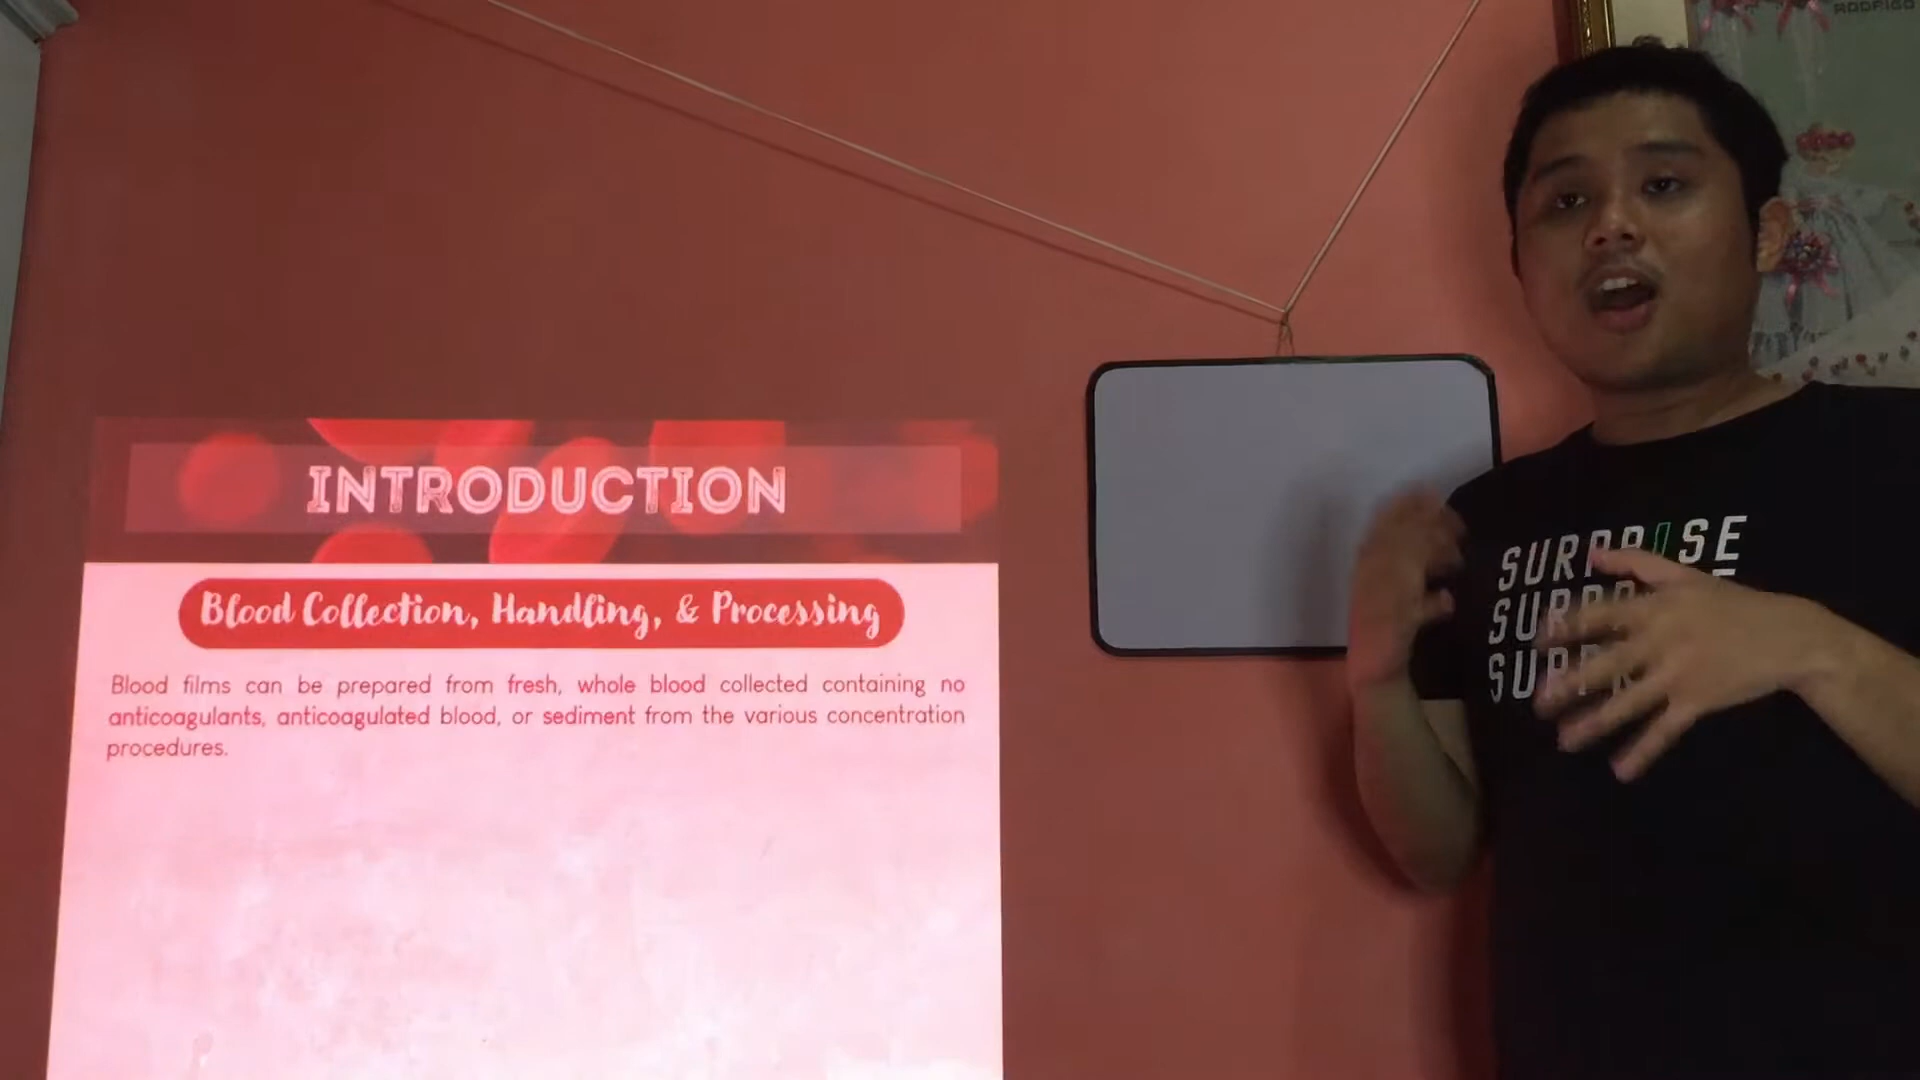 RODRIGO
INTRODUCTION
Blood Collection, Handling, & Processing
Blood films can be prepared from fresh, whole blood collected containing no
anticoagulants, anticoagulated blood, or sediment from the various concentration
procedures.
SURPRISE